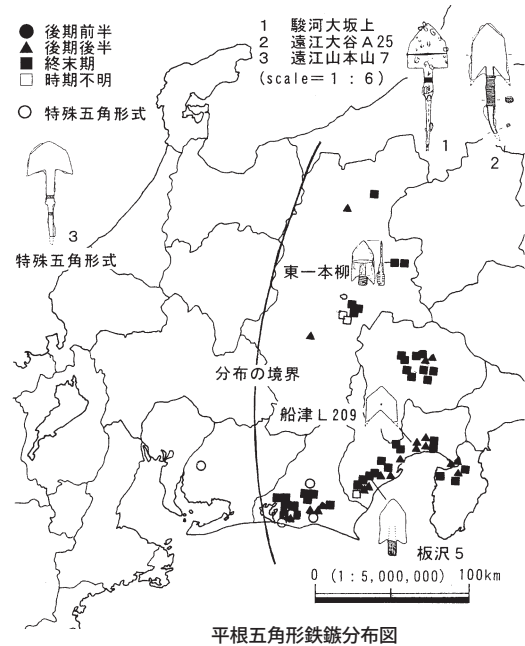 ● 後期前半
▲ 後期後半
■ 終末期
□ 時期不明
○ 特殊五角形式
1 駿河大坂上
2 遠江大谷A25
3 遠江山本山7
(scale=1:6)
1
2
3
特殊五角形式
東一本柳
分布の境界
船津L209
板沢5
0 (1:5,000,000) 100km
平根五角形鉄鏃分布図